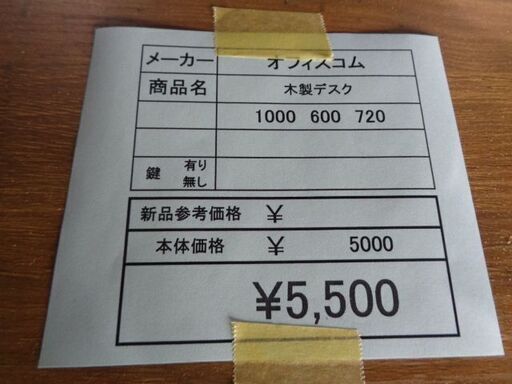 メーカー オフィスコム
商品名 木製デスク
1000 600 720
鍵 有り
無し
新品参考価格 ¥
本体価格 ¥ 5000
¥5,500